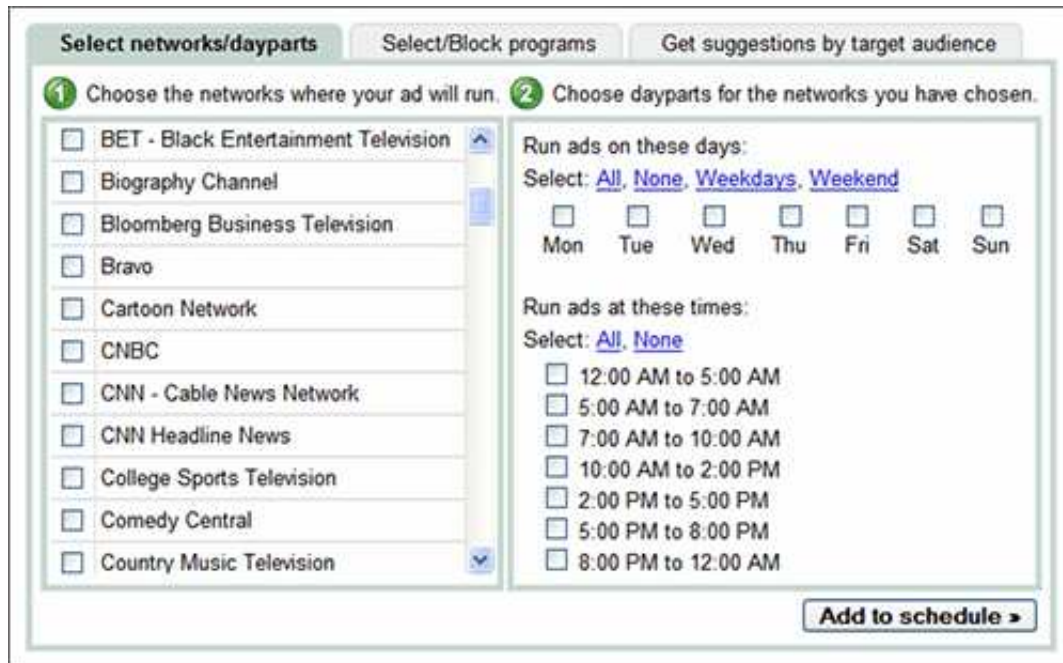 Select networks/dayparts
Select/Block programs
Get suggestions by target audience
1 Choose the networks where your ad will run.
BET - Black Entertainment Television
Biography Channel
Bloomberg Business Television
Bravo
Cartoon Network
CNBC
CNN - Cable News Network
CNN Headline News
College Sports Television
Comedy Central
Country Music Television
2 Choose dayparts for the networks you have chosen.
Run ads on these days:
Select: All, None, Weekdays, Weekend
Mon Tue Wed Thu Fri Sat Sun
Run ads at these times:
Select: All, None
12:00 AM to 5:00 AM
5:00 AM to 7:00 AM
7:00 AM to 10:00 AM
10:00 AM to 2:00 PM
2:00 PM to 5:00 PM
5:00 PM to 8:00 PM
8:00 PM to 12:00 AM
Add to schedule »